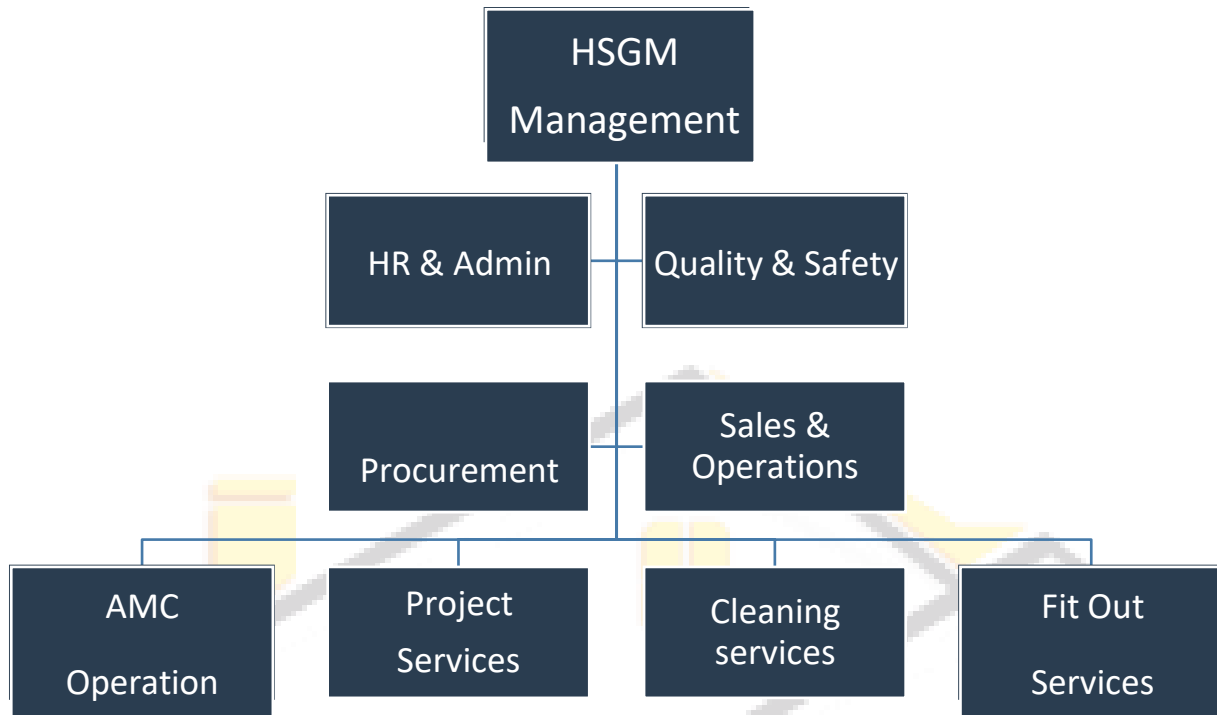 HSGM
Management
HR & Admin
Quality & Safety
Procurement
Sales &
Operations
AMC
Operation
Project
Services
Cleaning
services
Fit Out
Services